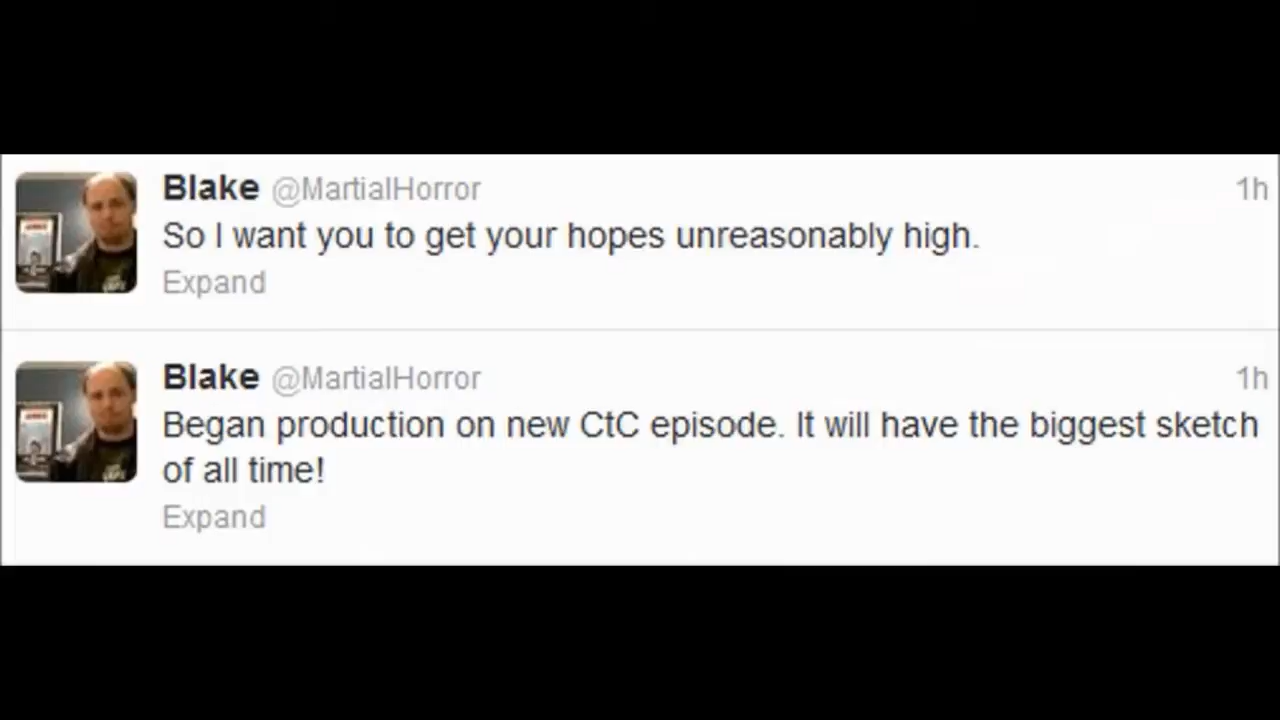 Blake @MartialHorror 1h
So I want you to get your hopes unreasonably high.
Expand
Blake @MartialHorror 1h
Began production on new CtC episode. It will have the biggest sketch
of all time!
Expand